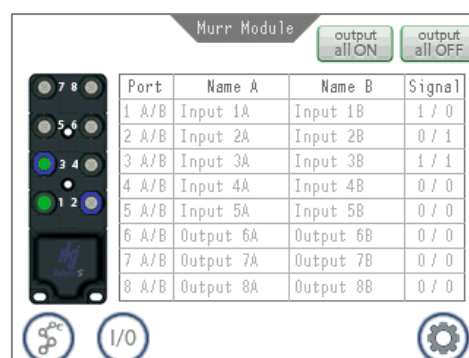 Murr Module
output all ON
output all OFF
7 8
5 6
3 4
1 2
Port Name A Name B Signal
1 A/B Input 1A Input 1B 1 / 0
2 A/B Input 2A Input 2B 0 / 1
3 A/B Input 3A Input 3B 1 / 1
4 A/B Input 4A Input 4B 0 / 0
5 A/B Input 5A Input 5B 0 / 0
6 A/B Output 6A Output 6B 0 / 0
7 A/B Output 7A Output 7B 0 / 0
8 A/B Output 8A Output 8B 0 / 0
I/O